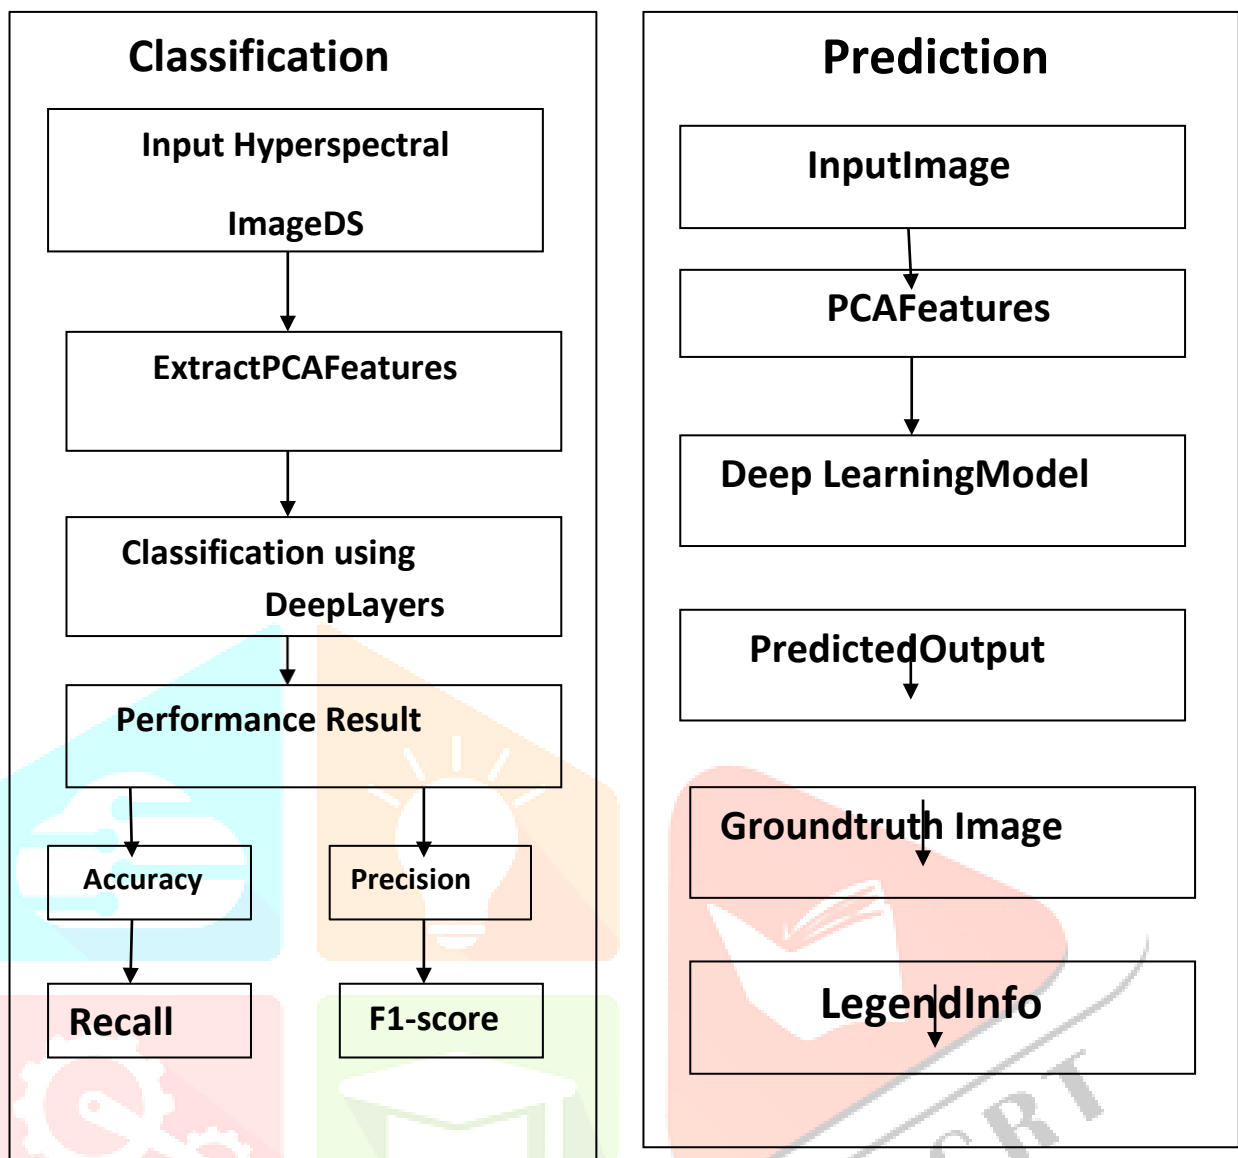 Classification
Input Hyperspectral
ImageDS
ExtractPCAFeatures
Classification using
DeepLayers
Performance Result
Accuracy
Precision
Recall
F1-score
Prediction
InputImage
PCAFeatures
Deep LearningModel
PredictedOutput
Groundtruth Image
LegendInfo